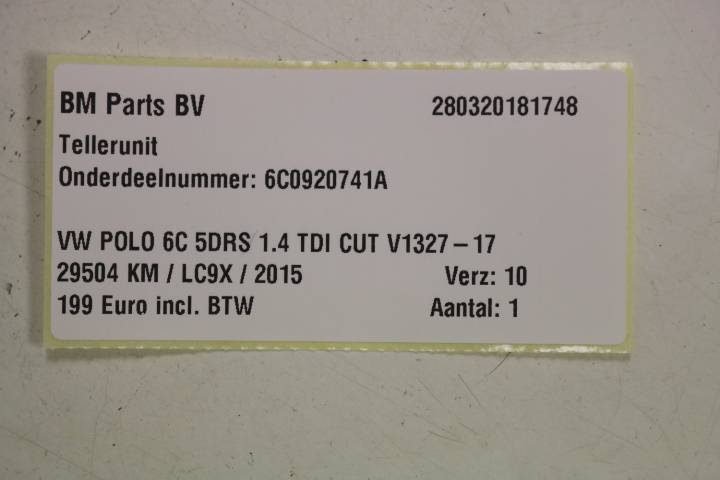 BM Parts BV 280320181748
Tellerunit
Onderdeelnummer: 6C0920741A
VW POLO 6C 5DRS 1.4 TDI CUT V1327-17
29504 KM / LC9X / 2015 Verz: 10
199 Euro incl. BTW Aantal: 1